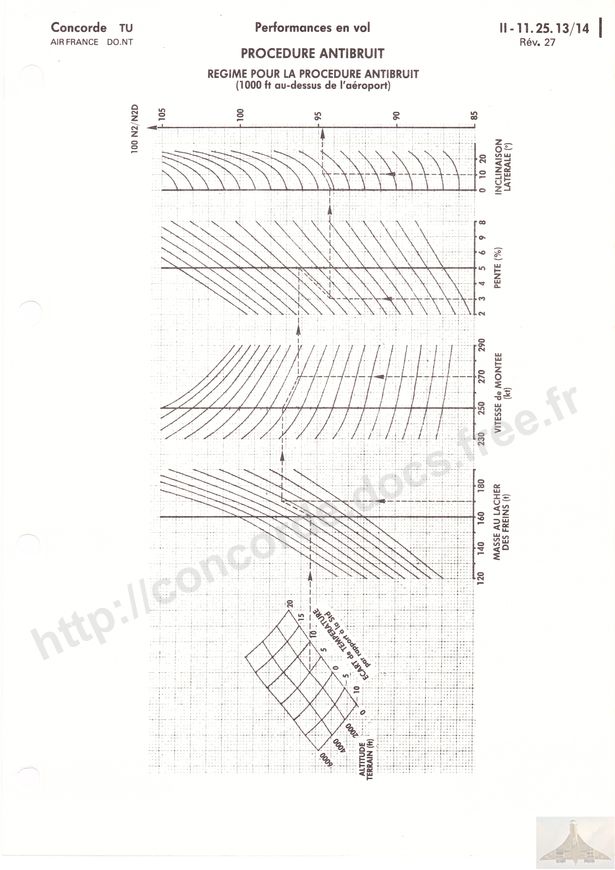 Concorde TU
AIR FRANCE DO.NT
Performances en vol
II - 11.25.13/14
Rév. 27
PROCEDURE ANTIBRUIT
REGIME POUR LA PROCEDURE ANTIBRUIT
(1000 ft au-dessus de l'aéroport)
100 N2/N2D
105
100
95
90
85
0 10 20
INCLINAISON
LATERALE (°)
2 3 4 5 6 7 8
PENTE (%)
230 250 270 290
VITESSE de MONTEE
(kt)
120 140 160 180
MASSE AU LACHER
DES FREINS (t)
20
15
10
5
0
- 5
- 10
ECART de TEMPERATURE
par rapport à la Std
0
2000
4000
6000
ALTITUDE
TERRAIN (ft)
http://concorde.docs.free.fr